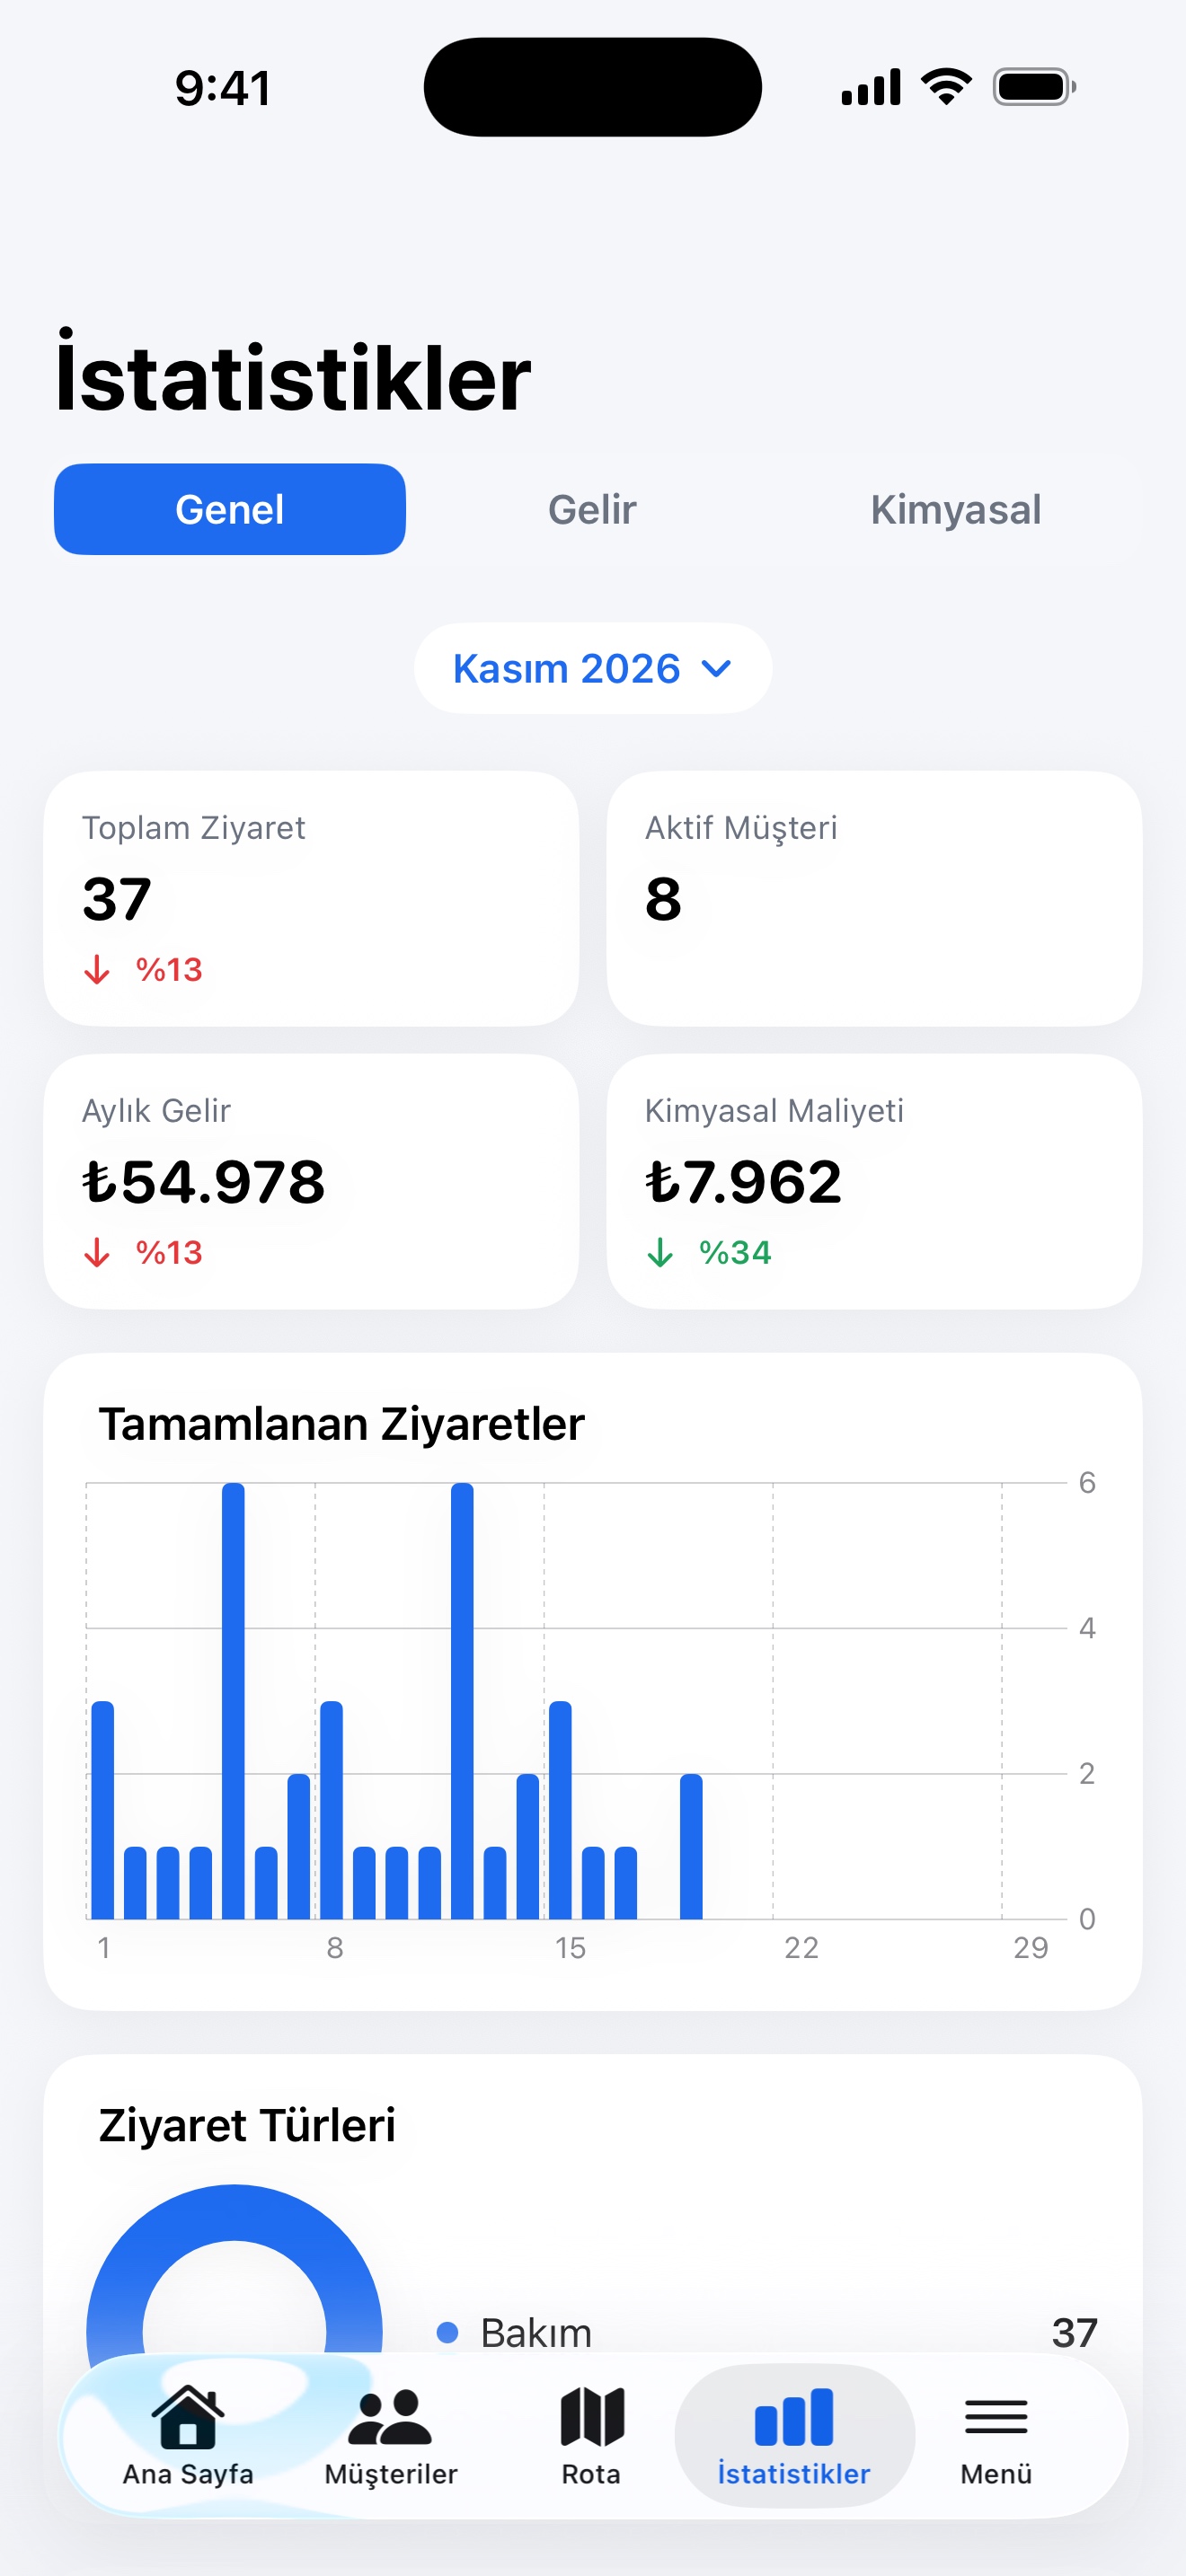 9:41
İstatistikler
Genel Gelir Kimyasal
Kasım 2026
Toplam Ziyaret
37
↓ %13
Aktif Müşteri
8
Aylık Gelir
₺54.978
↓ %13
Kimyasal Maliyeti
₺7.962
↓ %34
Tamamlanan Ziyaretler
6
4
2
0
1 8 15 22 29
Ziyaret Türleri
Bakım 37
Ana Sayfa Müşteriler Rota İstatistikler Menü